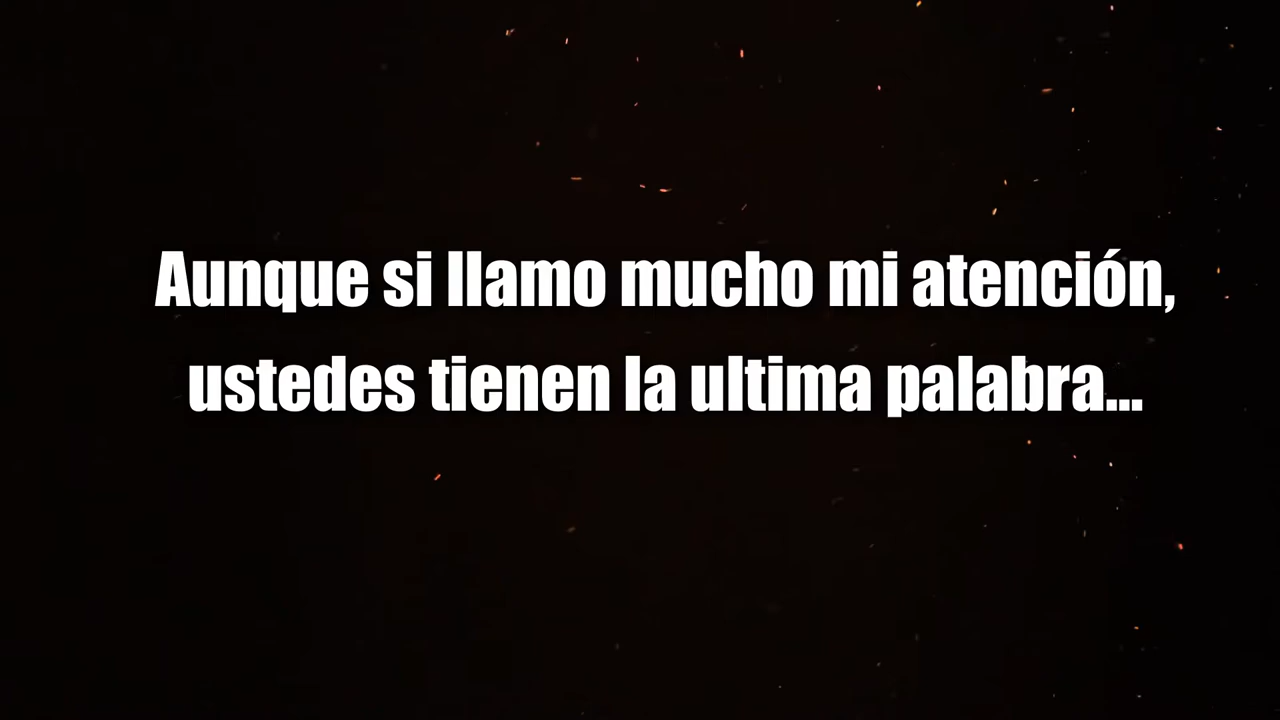 Aunque si llamo mucho mi atención,
ustedes tienen la ultima palabra...